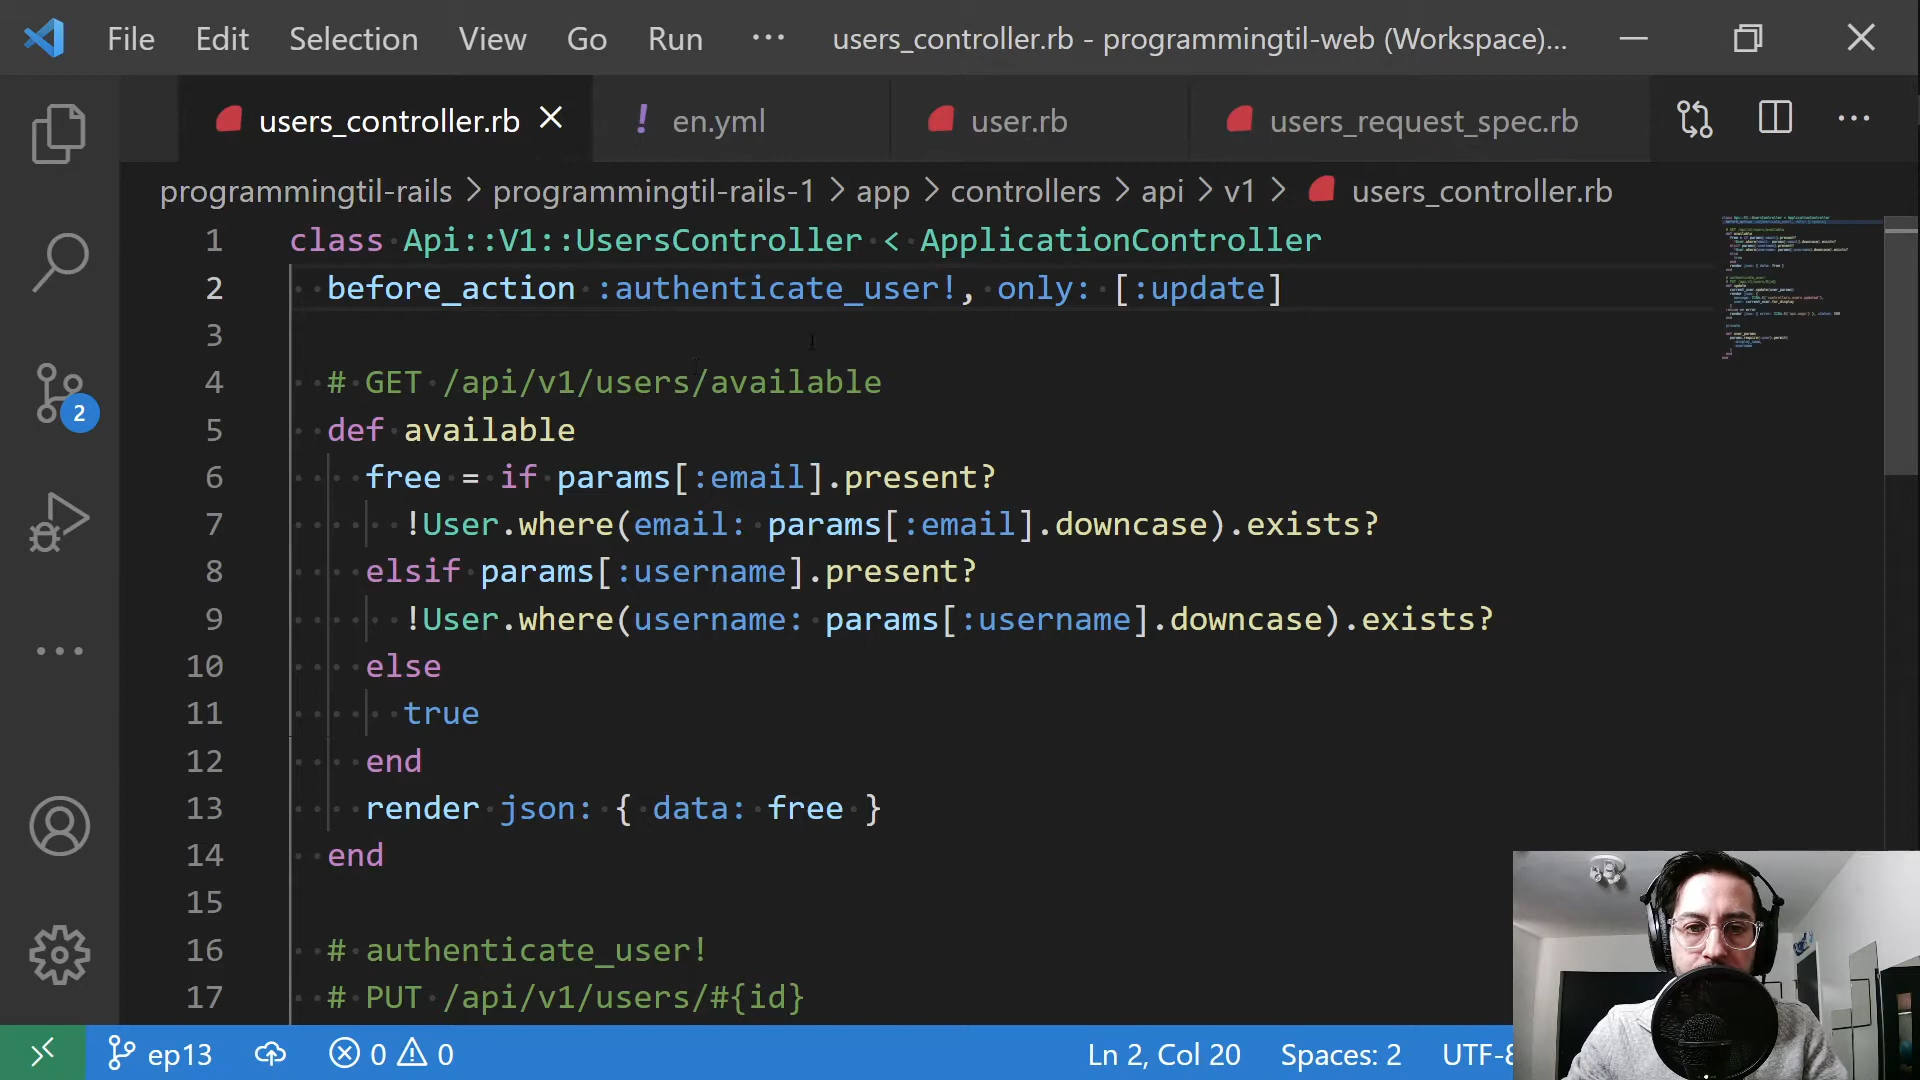 File Edit Selection View Go Run ··· users_controller.rb - programmingtil-web (Workspace)...
users_controller.rb en.yml user.rb users_request_spec.rb
programmingtil-rails > programmingtil-rails-1 > app > controllers > api > v1 > users_controller.rb
1 class Api::V1::UsersController < ApplicationController
2 before_action :authenticate_user!, only: [:update]
3
4 # GET /api/v1/users/available
5 def available
6 free = if params[:email].present?
7 !User.where(email: params[:email].downcase).exists?
8 elsif params[:username].present?
9 !User.where(username: params[:username].downcase).exists?
10 else
11 true
12 end
13 render json: { data: free }
14 end
15
16 # authenticate_user!
17 # PUT /api/v1/users/#{id}
2
ep13 0 0 Ln 2, Col 20 Spaces: 2 UTF-8